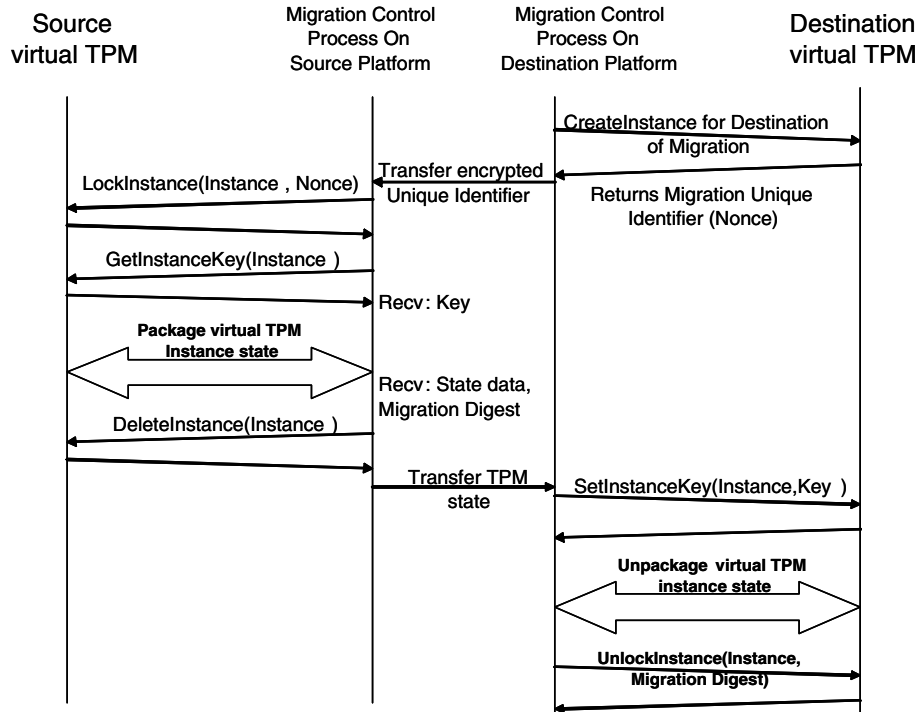 Source
virtual TPM
Migration Control
Process On
Source Platform
Migration Control
Process On
Destination Platform
Destination
virtual TPM
CreateInstance for Destination
of Migration
Transfer encrypted
Unique Identifier
LockInstance(Instance , Nonce)
Returns Migration Unique
Identifier (Nonce)
GetInstanceKey(Instance )
Recv: Key
Package virtual TPM
Instance state
Recv: State data,
Migration Digest
DeleteInstance(Instance )
Transfer TPM
state
SetInstanceKey(Instance,Key )
Unpackage virtual TPM
instance state
UnlockInstance(Instance,
Migration Digest)